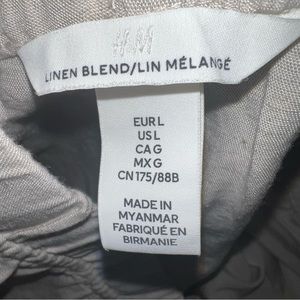 H&M
LINEN BLEND/LIN MÉLANGÉ
EUR L
US L
CA G
MX G
CN 175/88B
MADE IN
MYANMAR
FABRIQUÉ EN
BIRMANIE